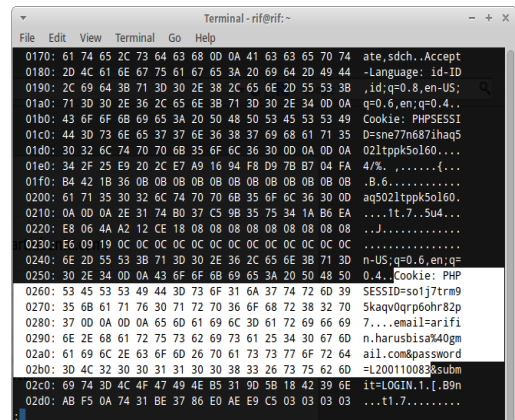 Terminal - rif@rif: ~
File Edit View Terminal Go Help
0170: 61 74 65 2C 73 64 63 68 0D 0A 41 63 63 65 70 74 ate,sdch..Accept
0180: 2D 4C 61 6E 67 75 61 67 65 3A 20 69 64 2D 49 44 -Language: id-ID
0190: 2C 69 64 3B 71 3D 30 2E 38 2C 65 6E 2D 55 53 3B ,id;q=0.8,en-US;
01a0: 71 3D 30 2E 36 2C 65 6E 3B 71 3D 30 2E 34 0D 0A q=0.6,en;q=0.4..
01b0: 43 6F 6F 6B 69 65 3A 20 50 48 50 53 45 53 53 49 Cookie: PHPSESSI
01c0: 44 3D 73 6E 65 37 37 6E 36 38 37 69 68 61 71 35 D=sne77n687ihaq5
01d0: 30 32 6C 74 70 70 6B 35 6F 6C 36 30 0D 0A 0D 0A 02ltppk5ol60....
01e0: 34 2F 25 E9 20 2C E7 A9 16 94 F8 D9 7B B7 04 FA 4/%. ,......{...
01f0: B4 42 1B 36 0B 0B 0B 0B 0B 0B 0B 0B 0B 0B 0B 0B .B.6............
0200: 61 71 35 30 32 6C 74 70 70 6B 35 6F 6C 36 30 0D aq502ltppk5ol60.
0210: 0A 0D 0A 2E 31 74 B0 37 C5 9B 35 75 34 1A B6 EA ....1t.7..5u4...
0220: E8 06 4A A2 12 CE 18 08 08 08 08 08 08 08 08 08 ..J.............
0230: E6 09 19 0C 0C 0C 0C 0C 0C 0C 0C 0C 0C 0C 0C 0C ................
0240: 6E 2D 55 53 3B 71 3D 30 2E 36 2C 65 6E 3B 71 3D n-US;q=0.6,en;q=
0250: 30 2E 34 0D 0A 43 6F 6F 6B 69 65 3A 20 50 48 50 0.4..Cookie: PHP
0260: 53 45 53 53 49 44 3D 73 6F 31 6A 37 74 72 6D 39 SESSID=so1j7trm9
0270: 35 6B 61 71 76 30 71 72 70 36 6F 68 72 38 32 70 5kaqv0qrp6ohr82p
0280: 37 0D 0A 0D 0A 65 6D 61 69 6C 3D 61 72 69 66 69 7....email=arifi
0290: 6E 2E 68 61 72 75 73 62 69 73 61 25 34 30 67 6D n.harusbisa%40gm
02a0: 61 69 6C 2E 63 6F 6D 26 70 61 73 73 77 6F 72 64 ail.com&password
02b0: 3D 4C 32 30 30 31 31 30 30 38 33 26 73 75 62 6D =L200110083&subm
02c0: 69 74 3D 4C 4F 47 49 4E B5 31 9D 5B 18 42 39 6E it=LOGIN.1.[.B9n
02d0: AB F5 0A 74 31 BE 37 86 E0 AE E9 C5 03 03 03 03 ...t1.7.........
: